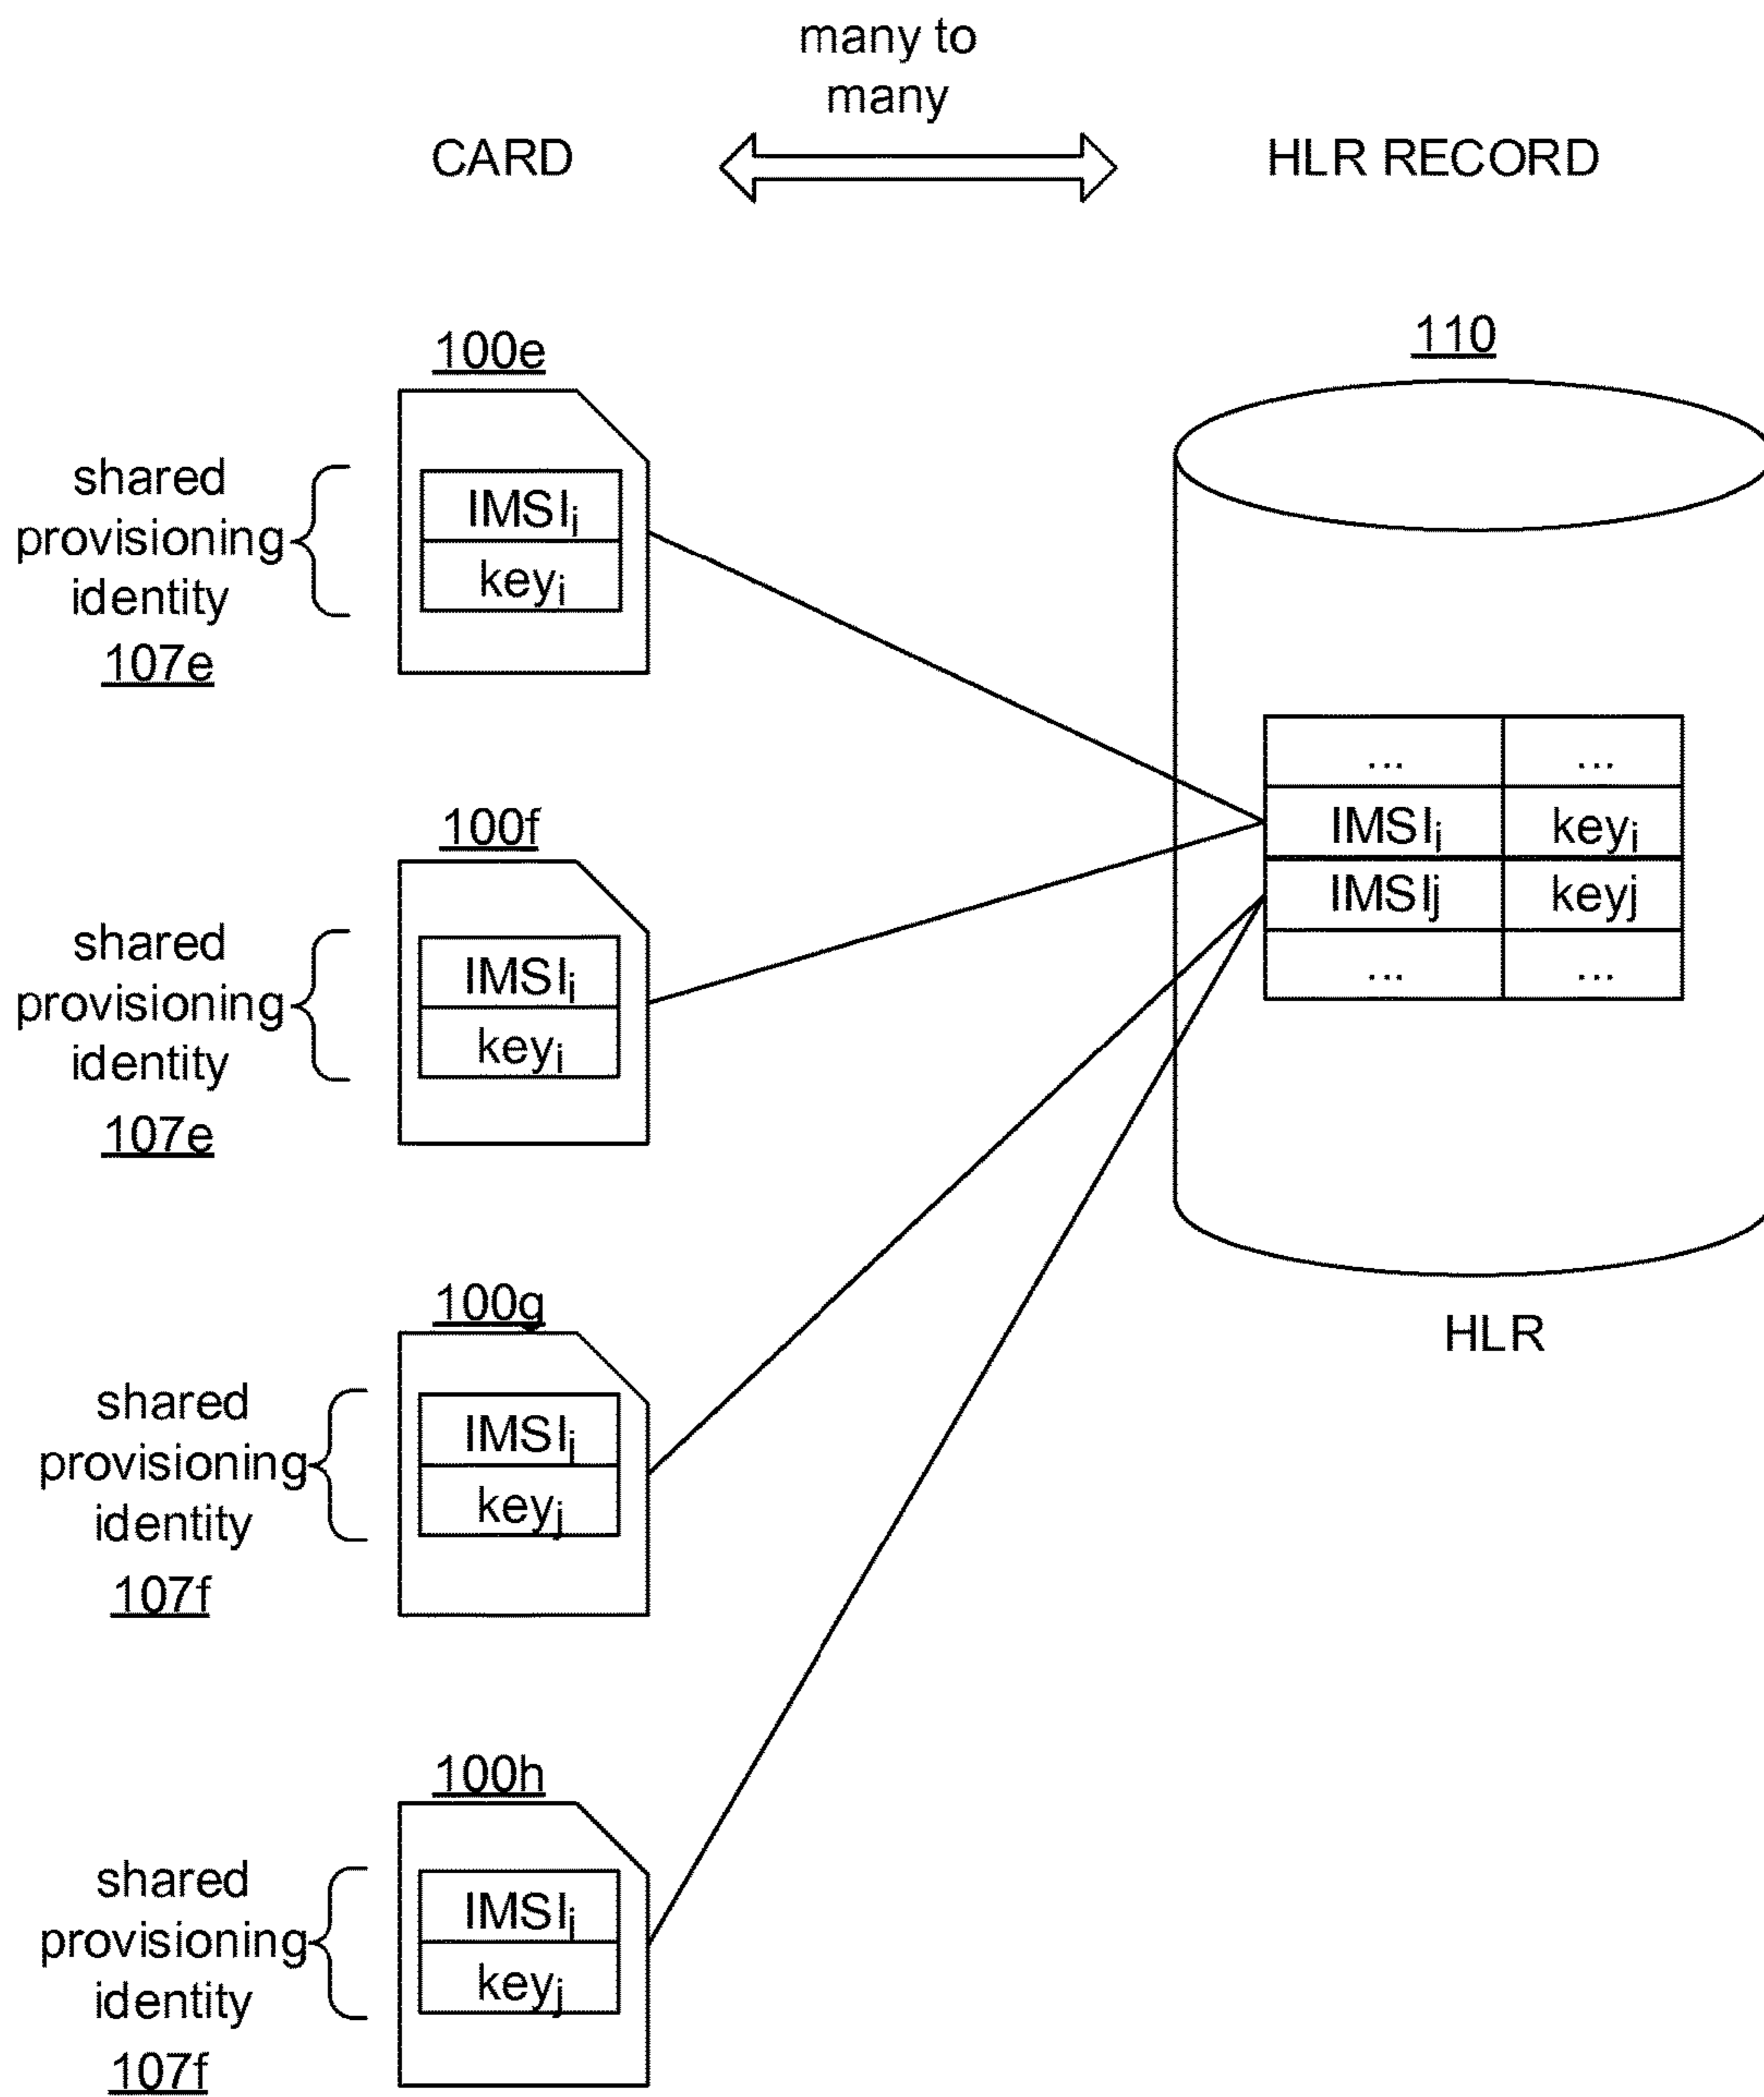 many to
many
CARD
HLR RECORD
100e
shared
provisioning
identity
107e
IMSIᵢ
keyᵢ
100f
shared
provisioning
identity
107e
IMSIᵢ
keyᵢ
100g
shared
provisioning
identity
107f
IMSIⱼ
keyⱼ
100h
shared
provisioning
identity
107f
IMSIⱼ
keyⱼ
110
... ...
IMSIᵢ keyᵢ
IMSIj keyj
... ...
HLR